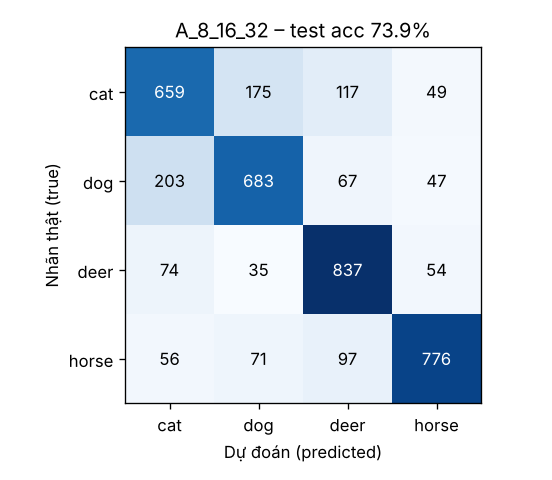 A_8_16_32 – test acc 73.9%
Nhãn thật (true)
cat 659 175 117 49
dog 203 683 67 47
deer 74 35 837 54
horse 56 71 97 776
cat dog deer horse
Dự đoán (predicted)